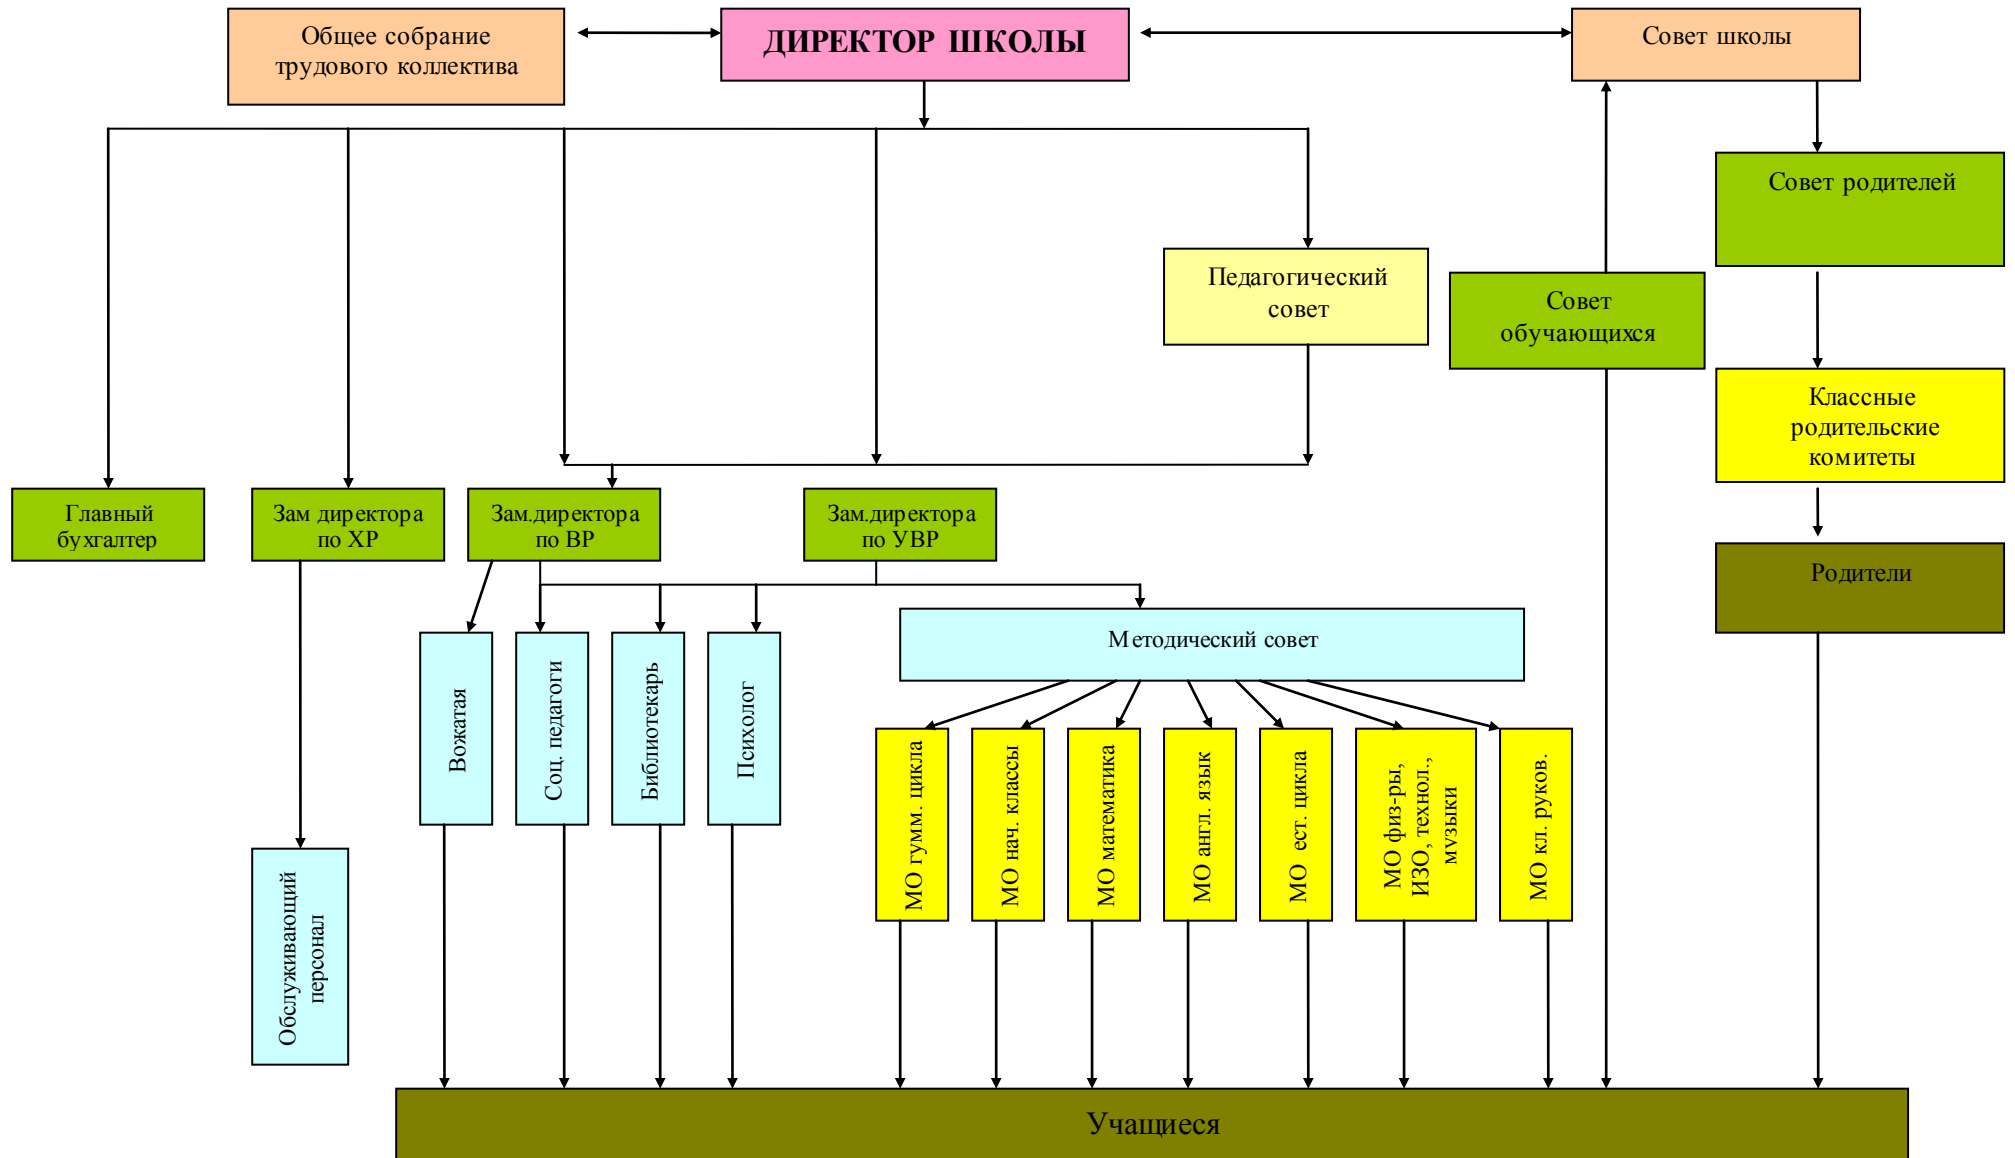 Общее собрание
трудового коллектива
ДИРЕКТОР ШКОЛЫ
Совет школы
Совет родителей
Педагогический
совет
Совет
обучающихся
Классные
родительские
комитеты
Главный
бухгалтер
Зам директора
по ХР
Зам.директора
по ВР
Зам.директора
по УВР
Родители
Методический совет
Вожатая
Соц. педагоги
Библиотекарь
Психолог
МО гумм. цикла
МО нач. классы
МО математика
МО англ. язык
МО ест. цикла
МО физ-ры,
ИЗО, технол.,
музыки
МО кл. руков.
Обслуживающий
персонал
Учащиеся